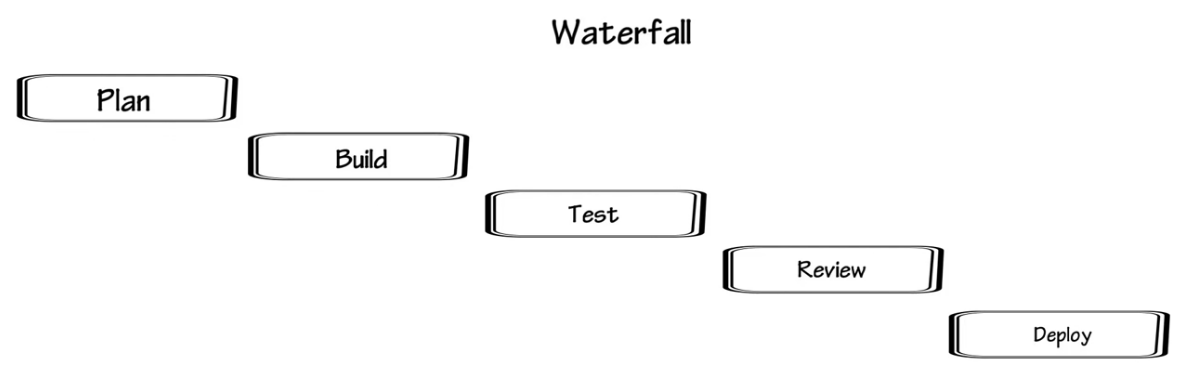 Waterfall
Plan
Build
Test
Review
Deploy